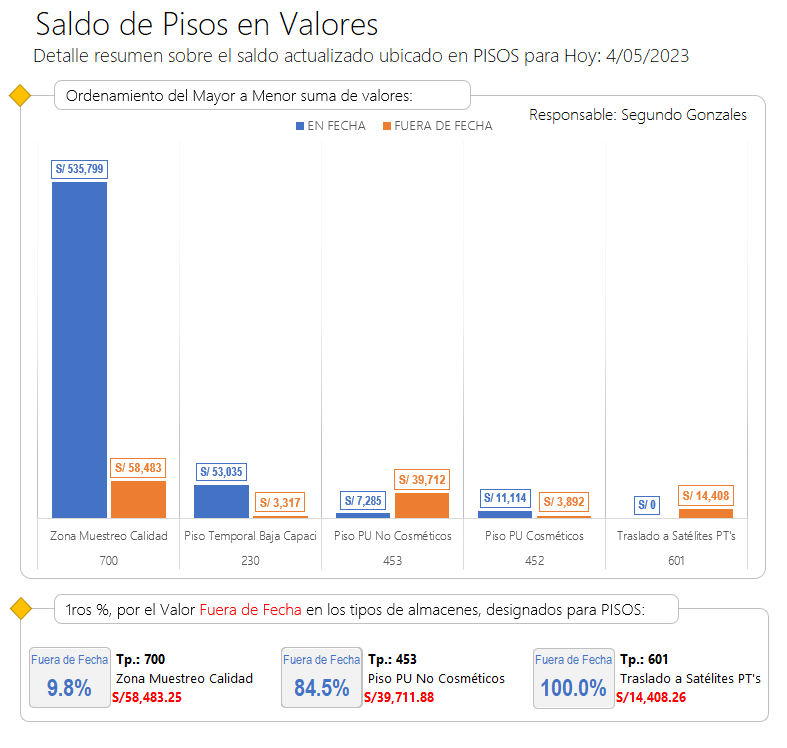 Saldo de Pisos en Valores
Detalle resumen sobre el saldo actualizado ubicado en PISOS para Hoy: 4/05/2023
Ordenamiento del Mayor a Menor suma de valores:
Responsable: Segundo Gonzales
EN FECHA FUERA DE FECHA
S/ 535,799
S/ 58,483 S/ 53,035 S/ 3,317 S/ 7,285 S/ 39,712 S/ 11,114 S/ 3,892 S/ 0 S/ 14,408
Zona Muestreo Calidad Piso Temporal Baja Capaci Piso PU No Cosméticos Piso PU Cosméticos Traslado a Satélites PT's
700 230 453 452 601
1ros %, por el Valor Fuera de Fecha en los tipos de almacenes, designados para PISOS:
Fuera de Fecha Tp.: 700 Fuera de Fecha Tp.: 453 Fuera de Fecha Tp.: 601
9.8% Zona Muestreo Calidad 84.5% Piso PU No Cosméticos 100.0% Traslado a Satélites PT's
S/58,483.25 S/39,711.88 S/14,408.26